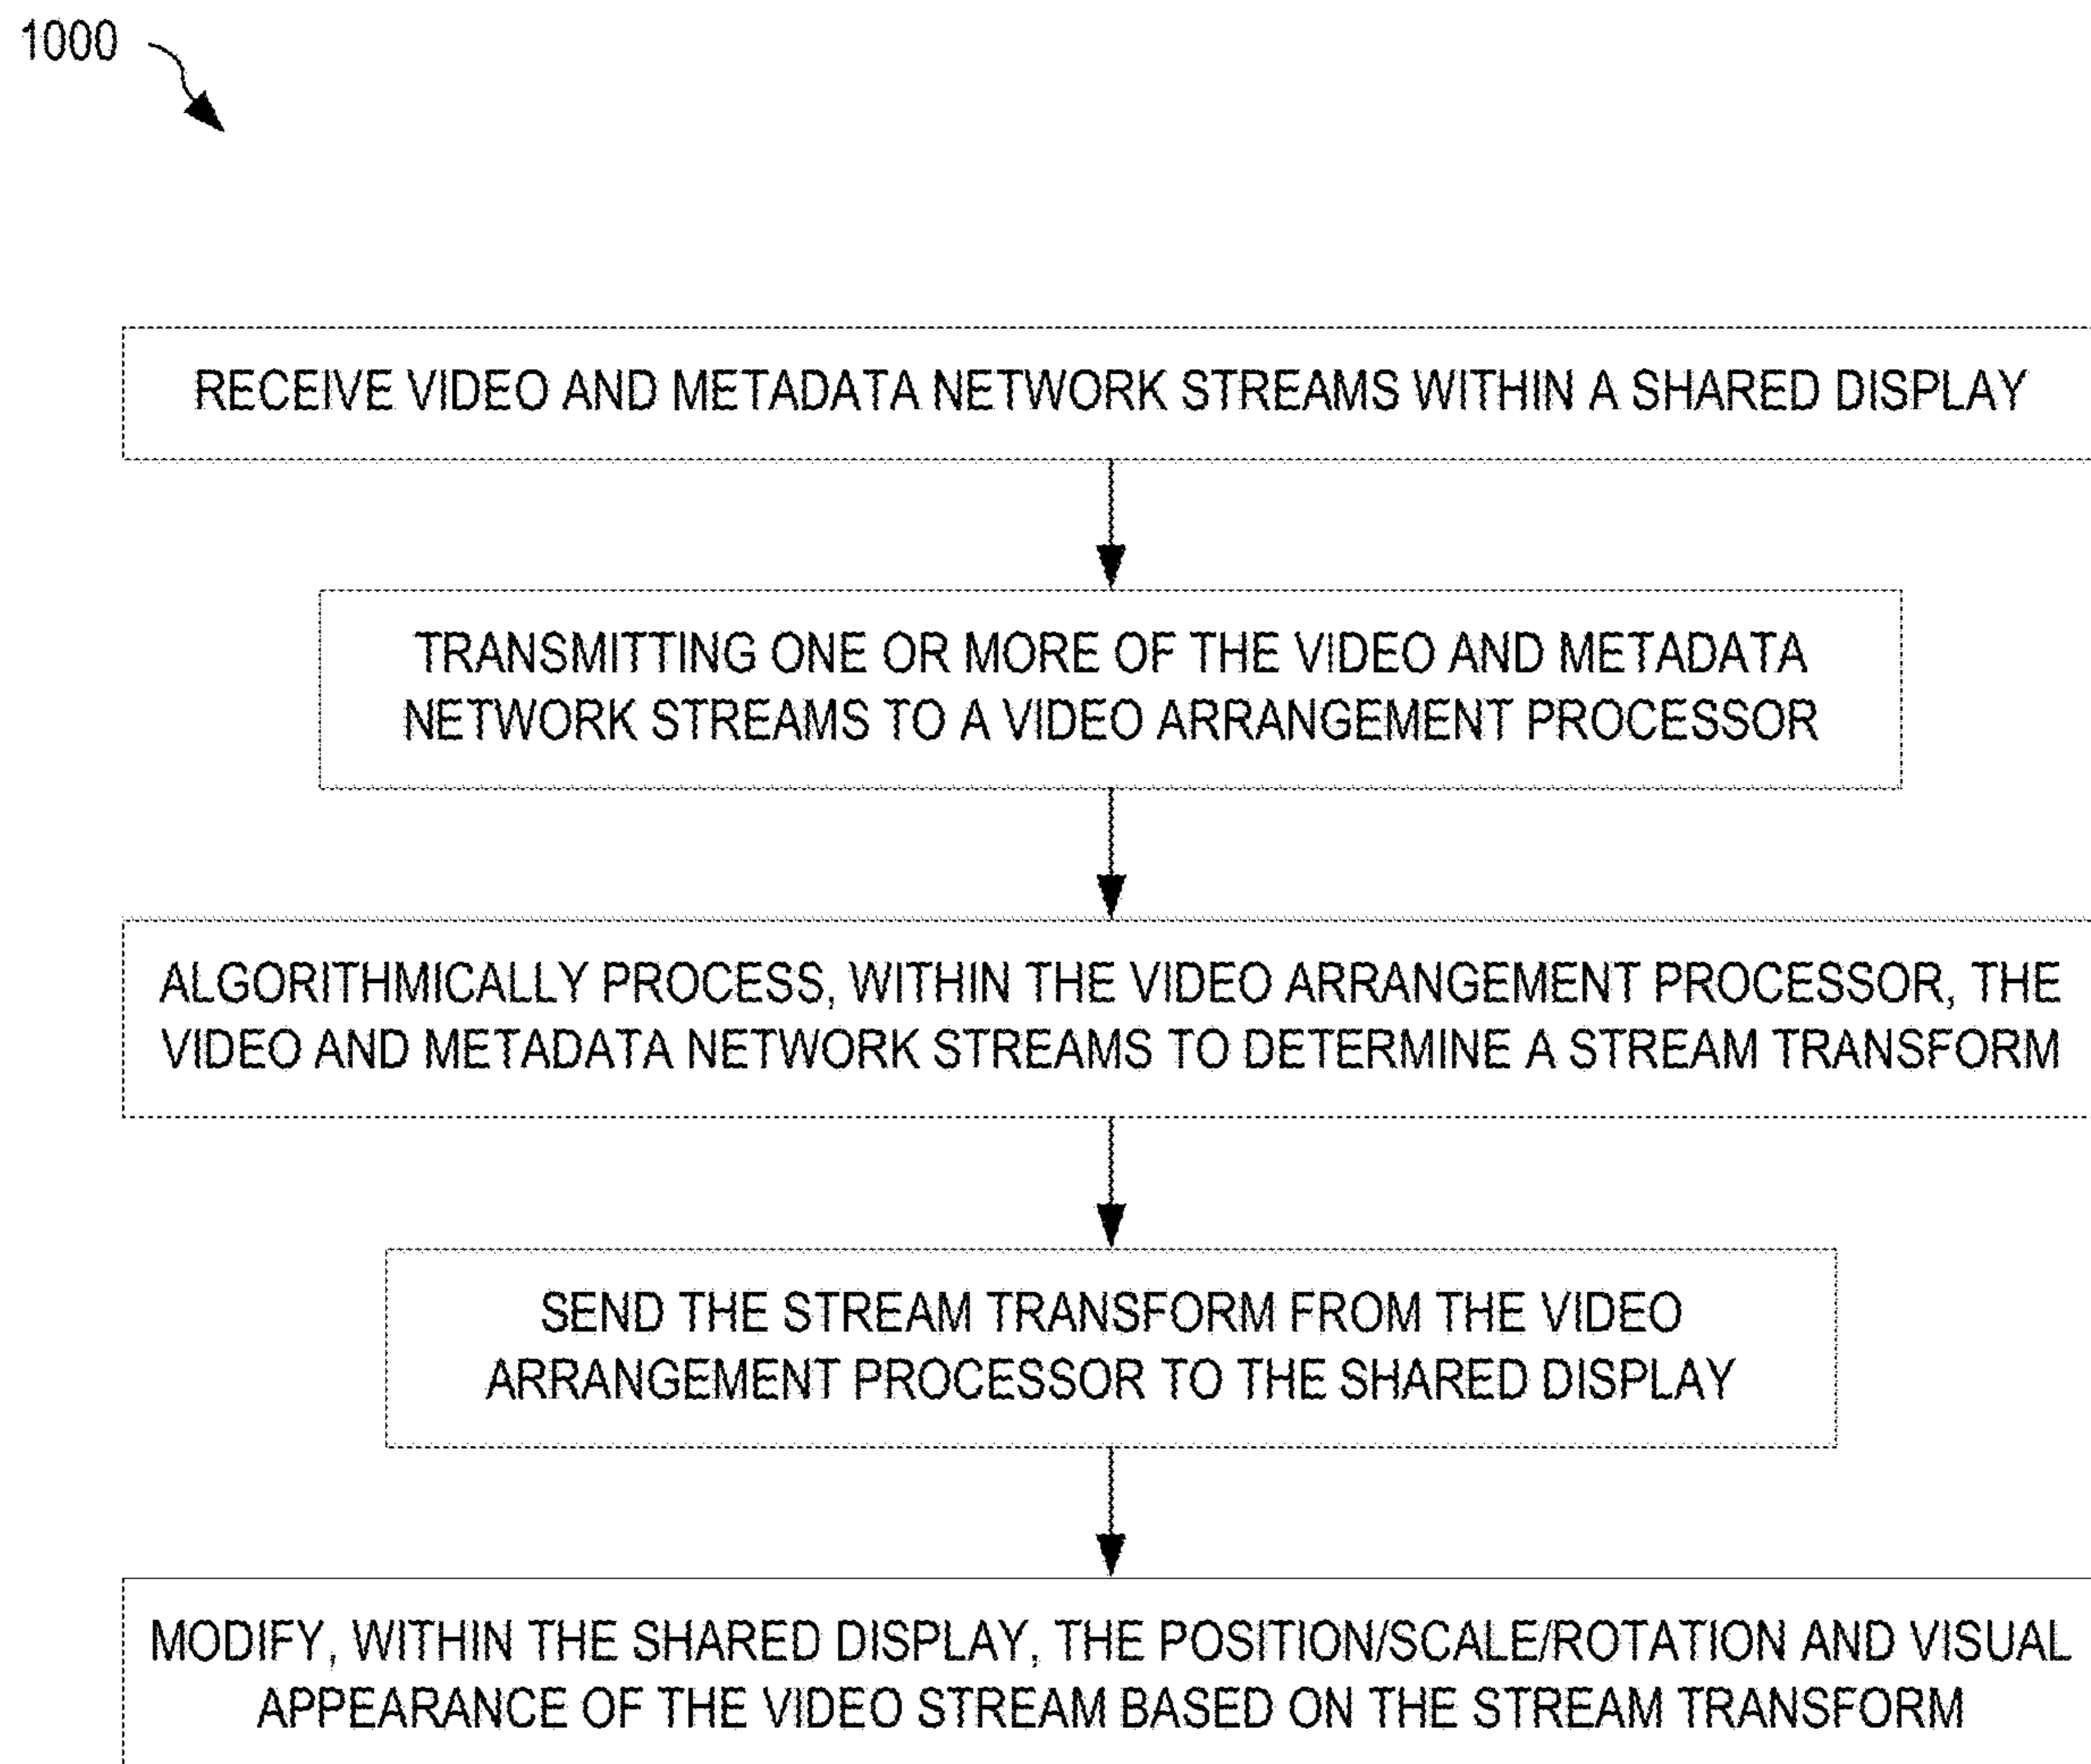 1000
RECEIVE VIDEO AND METADATA NETWORK STREAMS WITHIN A SHARED DISPLAY
TRANSMITTING ONE OR MORE OF THE VIDEO AND METADATA
NETWORK STREAMS TO A VIDEO ARRANGEMENT PROCESSOR
ALGORITHMICALLY PROCESS, WITHIN THE VIDEO ARRANGEMENT PROCESSOR, THE
VIDEO AND METADATA NETWORK STREAMS TO DETERMINE A STREAM TRANSFORM
SEND THE STREAM TRANSFORM FROM THE VIDEO
ARRANGEMENT PROCESSOR TO THE SHARED DISPLAY
MODIFY, WITHIN THE SHARED DISPLAY, THE POSITION/SCALE/ROTATION AND VISUAL
APPEARANCE OF THE VIDEO STREAM BASED ON THE STREAM TRANSFORM